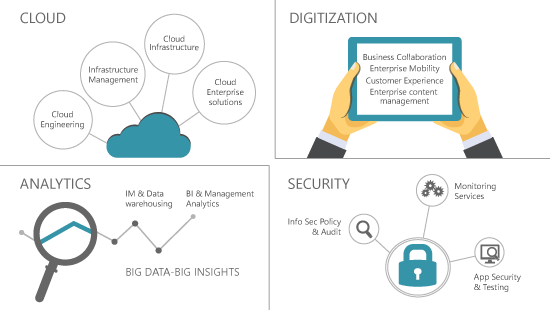 CLOUD
Cloud
Infrastructure
Infrastructure
Management
Cloud
Enterprise
solutions
Cloud
Engineering
DIGITIZATION
Business Collaboration
Enterprise Mobility
Customer Experience
Enterprise content
management
ANALYTICS
IM & Data
warehousing
BI & Management
Analytics
BIG DATA-BIG INSIGHTS
SECURITY
Monitoring
Services
Info Sec Policy
& Audit
App Security
& Testing